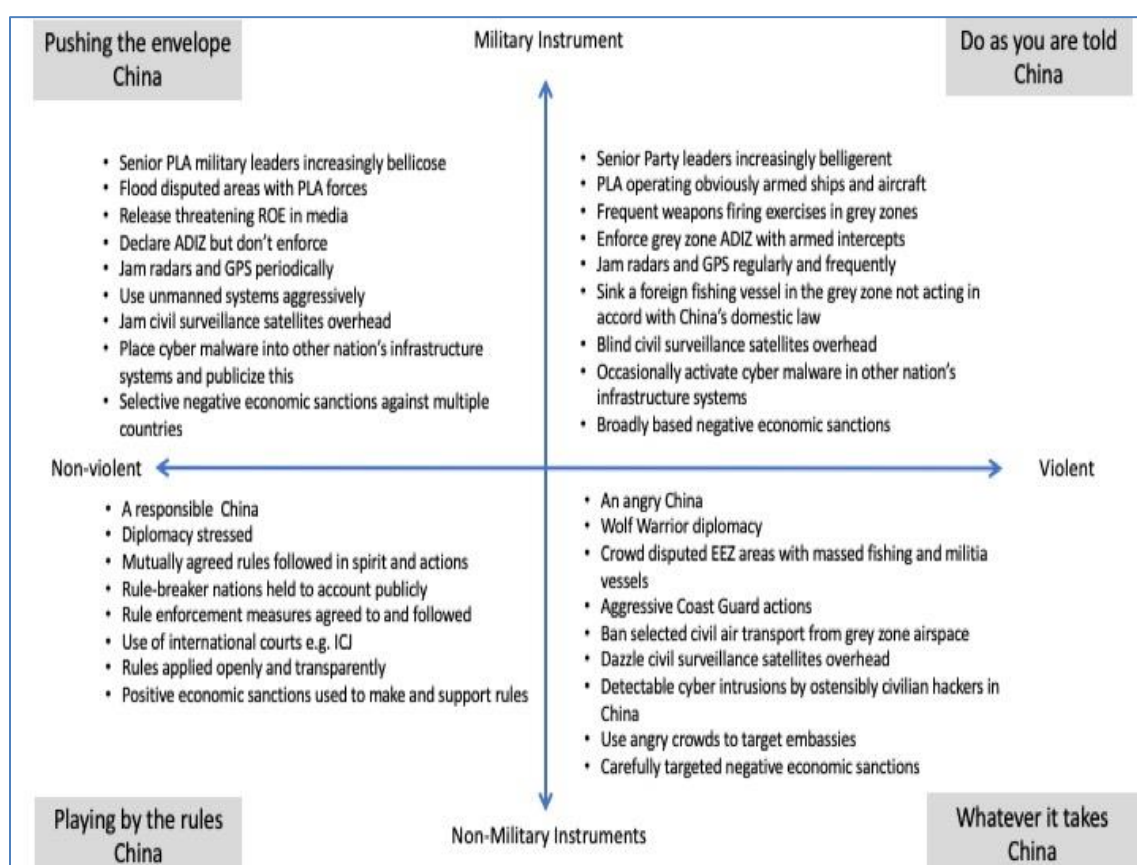 Pushing the envelope
China
Military Instrument
Do as you are told
China
• Senior PLA military leaders increasingly bellicose
• Flood disputed areas with PLA forces
• Release threatening ROE in media
• Declare ADIZ but don't enforce
• Jam radars and GPS periodically
• Use unmanned systems aggressively
• Jam civil surveillance satellites overhead
• Place cyber malware into other nation's infrastructure
systems and publicize this
• Selective negative economic sanctions against multiple
countries
• Senior Party leaders increasingly belligerent
• PLA operating obviously armed ships and aircraft
• Frequent weapons firing exercises in grey zones
• Enforce grey zone ADIZ with armed intercepts
• Jam radars and GPS regularly and frequently
• Sink a foreign fishing vessel in the grey zone not acting in
accord with China's domestic law
• Blind civil surveillance satellites overhead
• Occasionally activate cyber malware in other nation's
infrastructure systems
• Broadly based negative economic sanctions
Non-violent
Violent
• A responsible China
• Diplomacy stressed
• Mutually agreed rules followed in spirit and actions
• Rule-breaker nations held to account publicly
• Rule enforcement measures agreed to and followed
• Use of international courts e.g. ICJ
• Rules applied openly and transparently
• Positive economic sanctions used to make and support rules
• An angry China
• Wolf Warrior diplomacy
• Crowd disputed EEZ areas with massed fishing and militia
vessels
• Aggressive Coast Guard actions
• Ban selected civil air transport from grey zone airspace
• Dazzle civil surveillance satellites overhead
• Detectable cyber intrusions by ostensibly civilian hackers in
China
• Use angry crowds to target embassies
• Carefully targeted negative economic sanctions
Playing by the rules
China
Non-Military Instruments
Whatever it takes
China